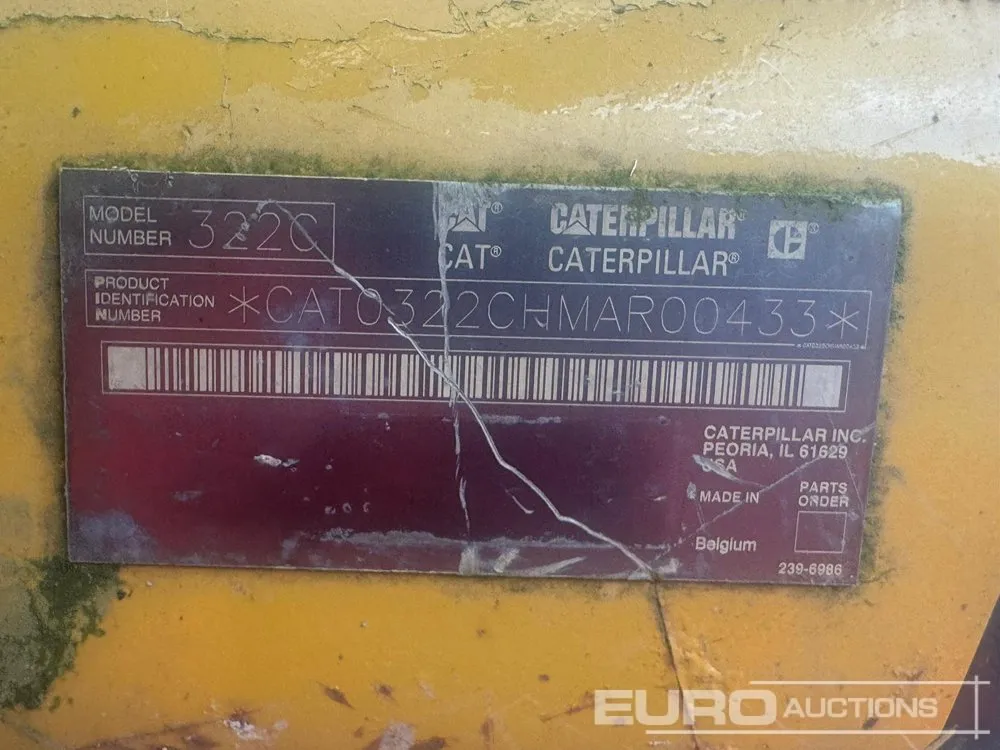 MODEL
NUMBER
322C
CAT® CATERPILLAR®
CAT® CATERPILLAR®
PRODUCT
IDENTIFICATION
NUMBER
*CAT0322CHMAR00433*
CATERPILLAR INC.
PEORIA, IL 61629
USA
MADE IN
Belgium
PARTS
ORDER
239-6986
EURO AUCTIONS